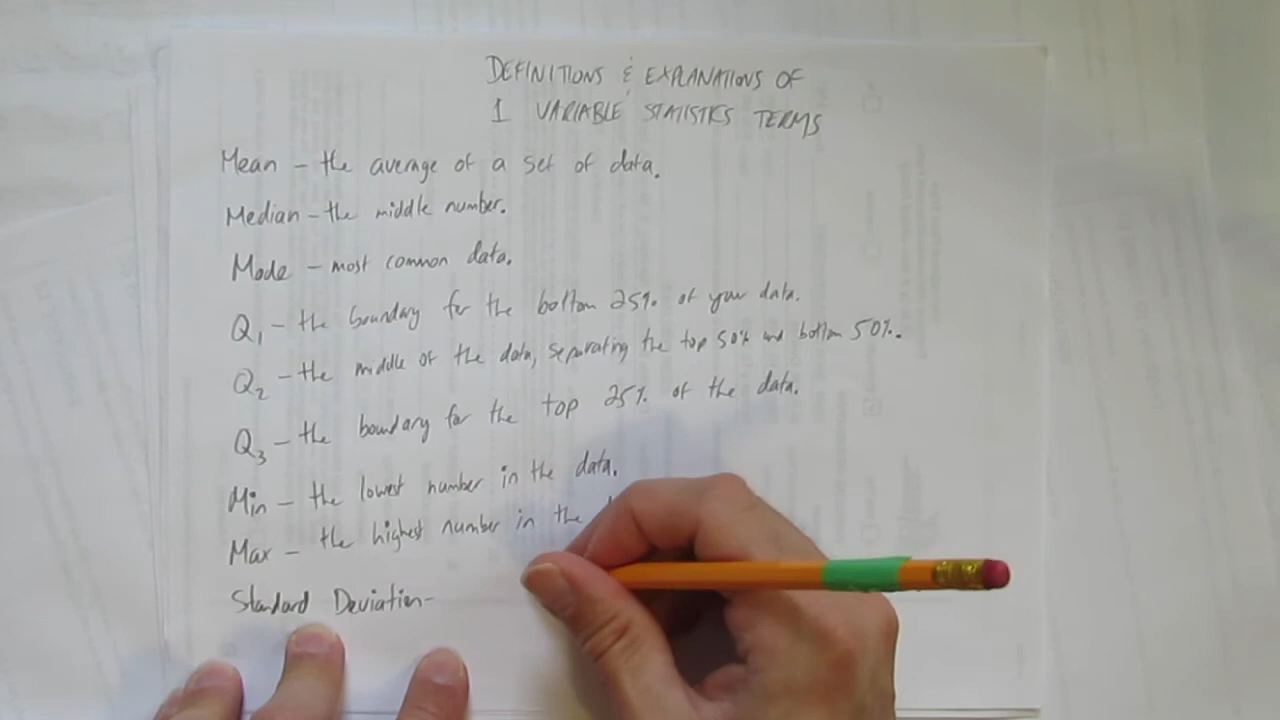 DEFINITIONS & EXPLANATIONS OF
1 VARIABLE STATISTICS TERMS
Mean - the average of a set of data.
Median - the middle number.
Mode - most common data.
Q1 - the boundary for the bottom 25% of your data.
Q2 - the middle of the data, separating the top 50% and bottom 50%.
Q3 - the boundary for the top 25% of the data.
Min - the lowest number in the data.
Max - the highest number in the
Standard Deviation-